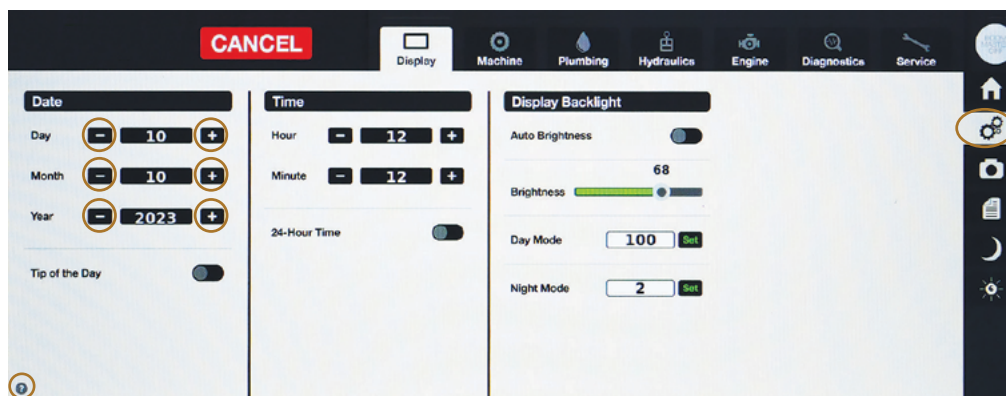 CANCEL
Display
Machine
Plumbing
Hydraulics
Engine
Diagnostics
Service
Date
Day - 10 +
Month - 10 +
Year - 2023 +
Tip of the Day
?
Time
Hour - 12 +
Minute - 12 +
24-Hour Time
Display Backlight
Auto Brightness
68
Brightness
Day Mode 100 Set
Night Mode 2 Set